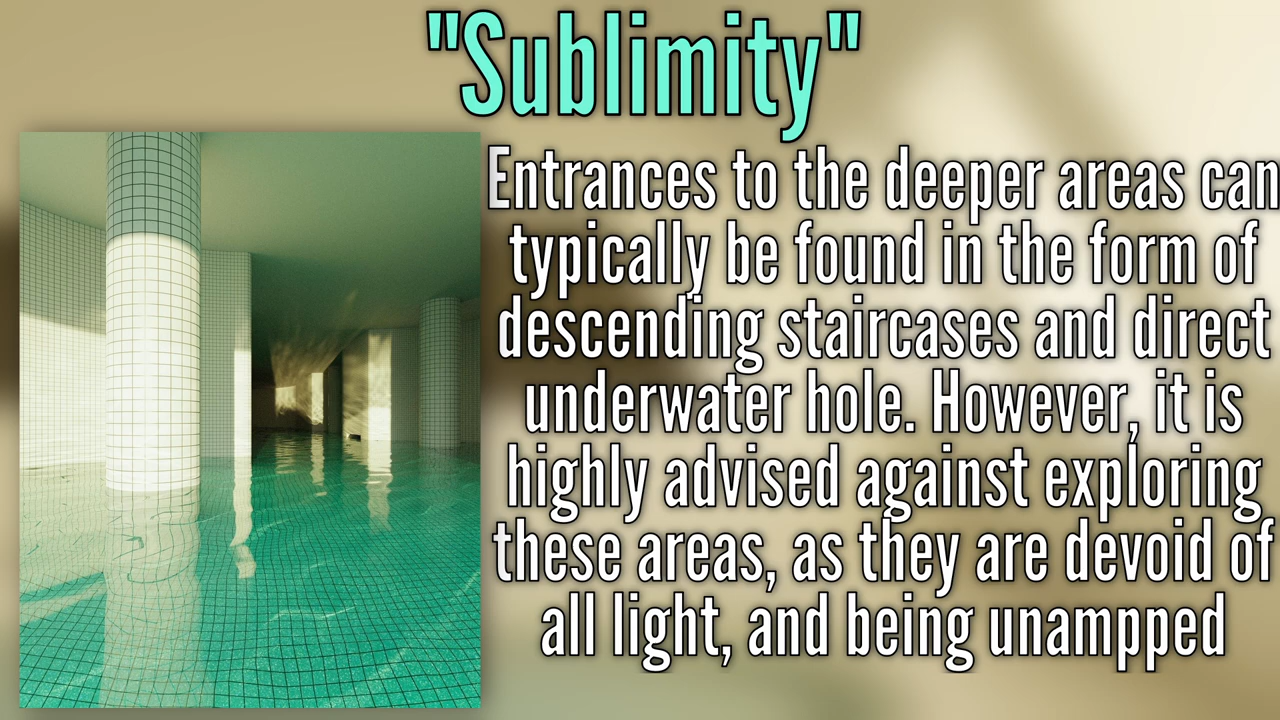 "Sublimity"
Entrances to the deeper areas can
typically be found in the form of
descending staircases and direct
underwater hole. However, it is
highly advised against exploring
these areas, as they are devoid of
all light, and being unampped